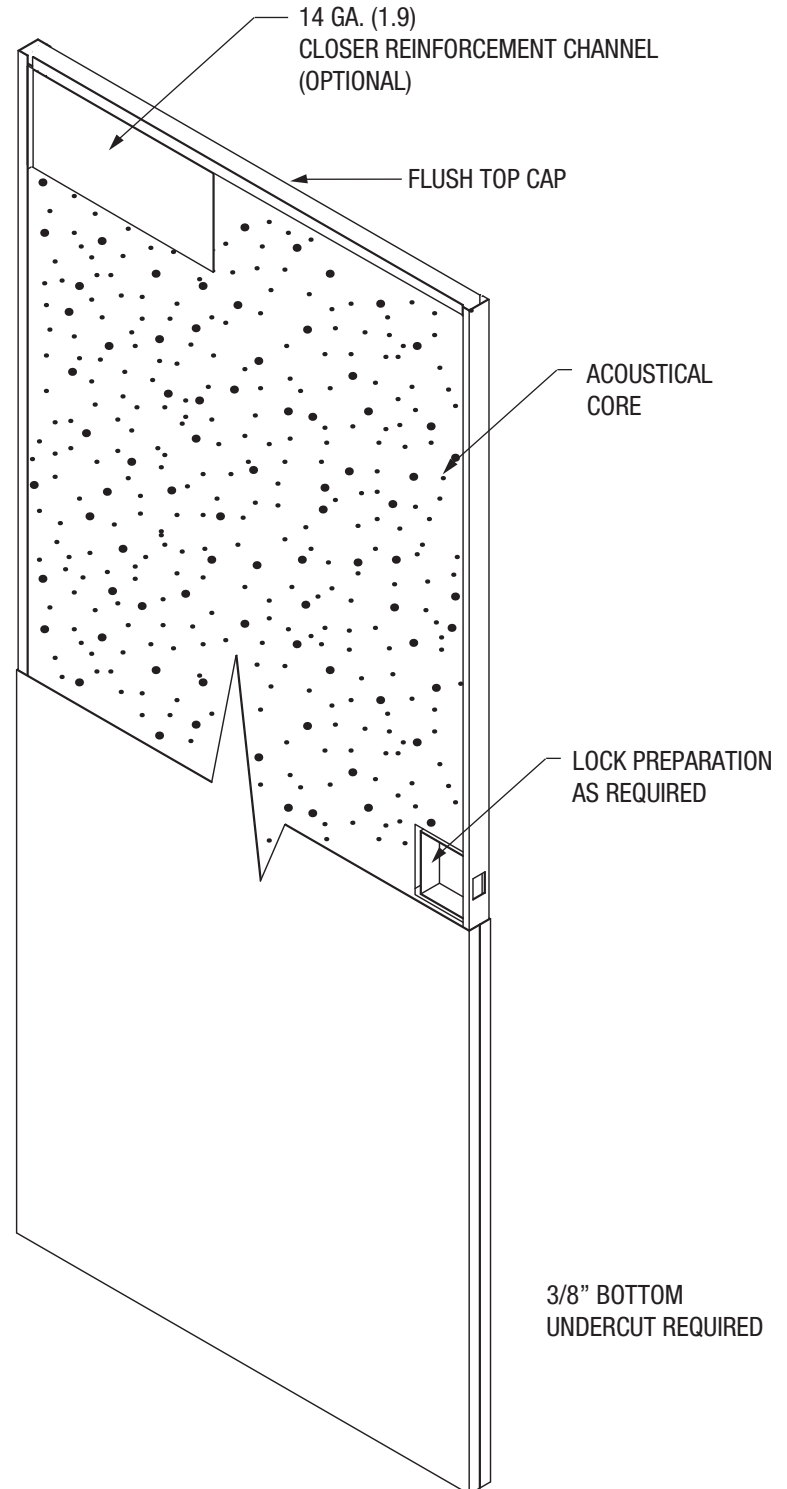 14 GA. (1.9)
CLOSER REINFORCEMENT CHANNEL
(OPTIONAL)
FLUSH TOP CAP
ACOUSTICAL
CORE
LOCK PREPARATION
AS REQUIRED
3/8” BOTTOM
UNDERCUT REQUIRED